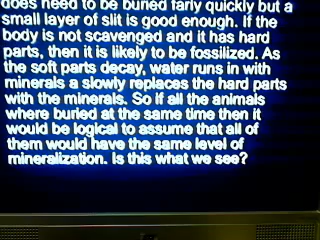 does need to be buried farly quickly but a
small layer of slit is good enough. If the
body is not scavenged and it has hard
parts, then it is likely to be fossilized. As
the soft parts decay, water runs in with
minerals a slowly replaces the hard parts
with the minerals. So if all the animals
where buried at the same time then it
would be logical to assume that all of
them would have the same level of
mineralization. Is this what we see?